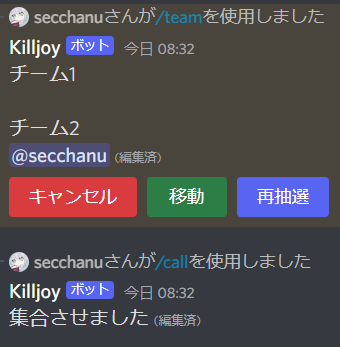 secchanuさんが/teamを使用しました
Killjoy ボット 今日 08:32
チーム1
チーム2
@secchanu (編集済)
キャンセル 移動 再抽選
secchanuさんが/callを使用しました
Killjoy ボット 今日 08:32
集合させました (編集済)